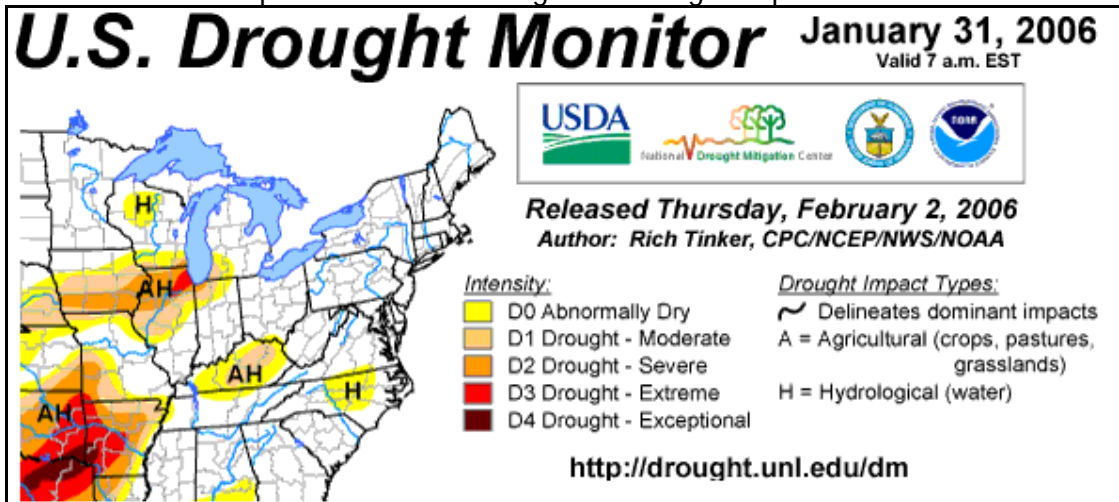 U.S. Drought Monitor
January 31, 2006
Valid 7 a.m. EST
USDA
National Drought Mitigation Center
Released Thursday, February 2, 2006
Author: Rich Tinker, CPC/NCEP/NWS/NOAA
Intensity:
D0 Abnormally Dry
D1 Drought - Moderate
D2 Drought - Severe
D3 Drought - Extreme
D4 Drought - Exceptional
Drought Impact Types:
Delineates dominant impacts
A = Agricultural (crops, pastures,
grasslands)
H = Hydrological (water)
http://drought.unl.edu/dm
H
AH
AH
H
AH